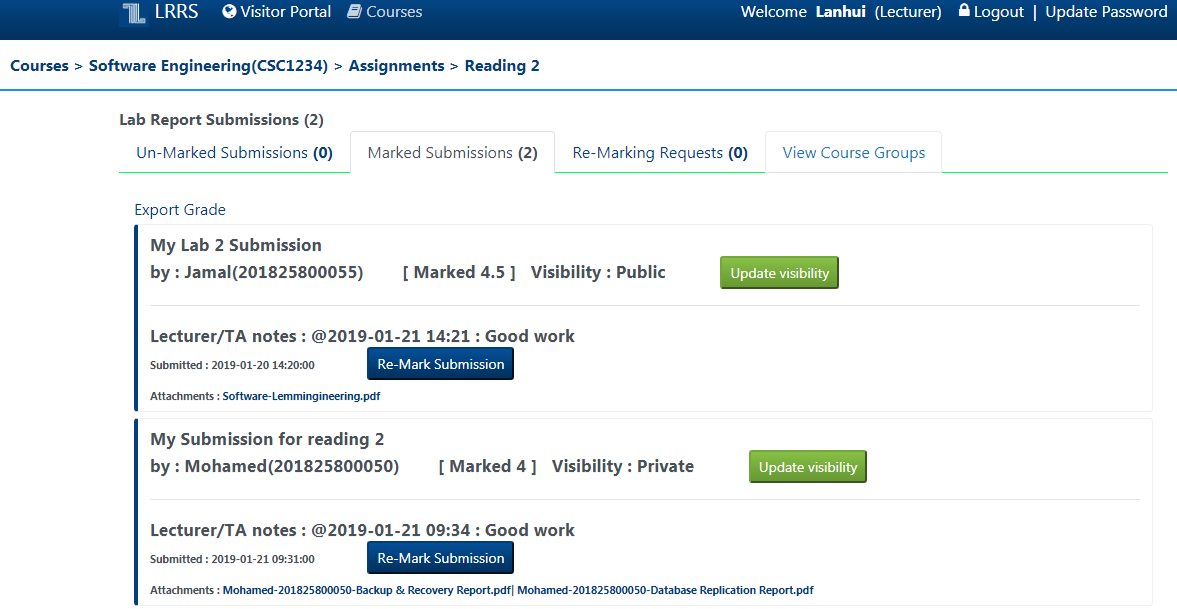 LRRS Visitor Portal Courses Welcome Lanhui (Lecturer) Logout | Update Password
Courses > Software Engineering(CSC1234) > Assignments > Reading 2
Lab Report Submissions (2)
Un-Marked Submissions (0) Marked Submissions (2) Re-Marking Requests (0) View Course Groups
Export Grade
My Lab 2 Submission
by : Jamal(201825800055) [ Marked 4.5 ] Visibility : Public Update visibility
Lecturer/TA notes : @2019-01-21 14:21 : Good work
Submitted : 2019-01-20 14:20:00 Re-Mark Submission
Attachments : Software-Lemmingineering.pdf
My Submission for reading 2
by : Mohamed(201825800050) [ Marked 4 ] Visibility : Private Update visibility
Lecturer/TA notes : @2019-01-21 09:34 : Good work
Submitted : 2019-01-21 09:31:00 Re-Mark Submission
Attachments : Mohamed-201825800050-Backup & Recovery Report.pdf| Mohamed-201825800050-Database Replication Report.pdf